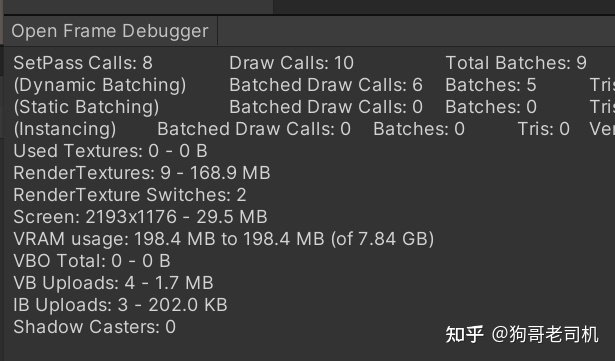 Open Frame Debugger
SetPass Calls: 8 Draw Calls: 10 Total Batches: 9
(Dynamic Batching) Batched Draw Calls: 6 Batches: 5 Tris
(Static Batching) Batched Draw Calls: 0 Batches: 0 Tris
(Instancing) Batched Draw Calls: 0 Batches: 0 Tris: 0 Ver
Used Textures: 0 - 0 B
RenderTextures: 9 - 168.9 MB
RenderTexture Switches: 2
Screen: 2193x1176 - 29.5 MB
VRAM usage: 198.4 MB to 198.4 MB (of 7.84 GB)
VBO Total: 0 - 0 B
VB Uploads: 4 - 1.7 MB
IB Uploads: 3 - 202.0 KB
Shadow Casters: 0
知乎 @狗哥老司机